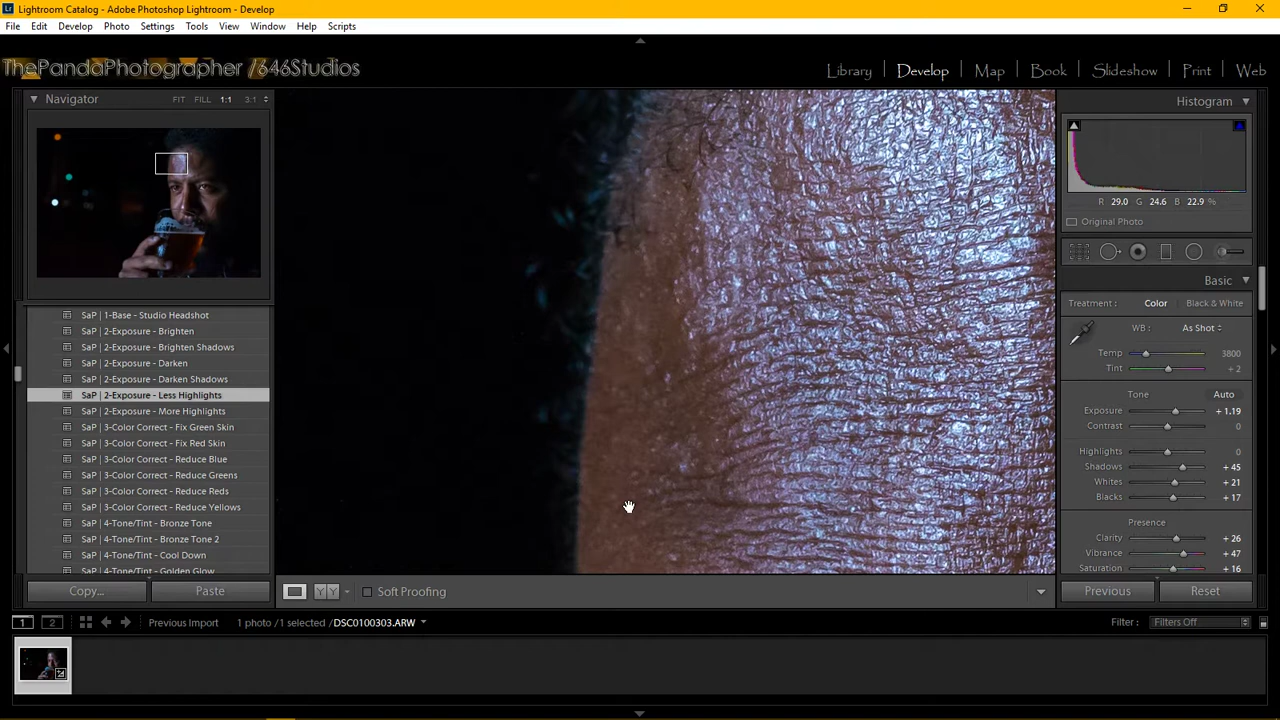 Lightroom Catalog - Adobe Photoshop Lightroom - Develop
File Edit Develop Photo Settings Tools View Window Help Scripts
ThePandaPhotographer /646Studios
Library Develop Map Book Slideshow Print Web
Navigator FIT FILL 1:1 3:1
SaP | 1-Base - Studio Headshot
SaP | 2-Exposure - Brighten
SaP | 2-Exposure - Brighten Shadows
SaP | 2-Exposure - Darken
SaP | 2-Exposure - Darken Shadows
SaP | 2-Exposure - Less Highlights
SaP | 2-Exposure - More Highlights
SaP | 3-Color Correct - Fix Green Skin
SaP | 3-Color Correct - Fix Red Skin
SaP | 3-Color Correct - Reduce Blue
SaP | 3-Color Correct - Reduce Greens
SaP | 3-Color Correct - Reduce Reds
SaP | 3-Color Correct - Reduce Yellows
SaP | 4-Tone/Tint - Bronze Tone
SaP | 4-Tone/Tint - Bronze Tone 2
SaP | 4-Tone/Tint - Cool Down
SaP | 4-Tone/Tint - Golden Glow
Copy... Paste
Soft Proofing
Histogram
R 29.0 G 24.6 B 22.9 %
Original Photo
Basic
Treatment : Color Black & White
WB : As Shot
Temp 3800
Tint + 2
Tone Auto
Exposure + 1.19
Contrast 0
Highlights 0
Shadows + 45
Whites + 21
Blacks + 17
Presence
Clarity + 26
Vibrance + 47
Saturation + 16
Previous Reset
1 2 Previous Import 1 photo / 1 selected / DSC0100303.ARW Filter : Filters Off